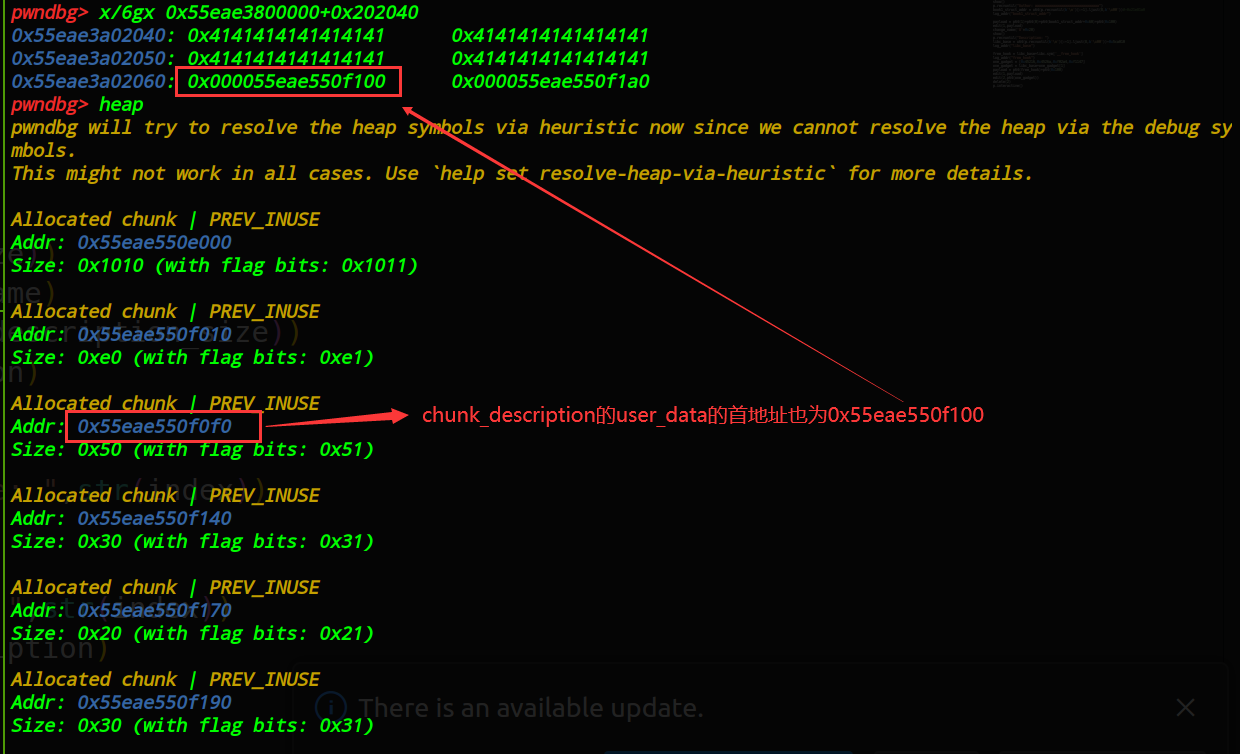 pwndbg> x/6gx 0x55eae3800000+0x202040
0x55eae3a02040: 0x4141414141414141 0x4141414141414141
0x55eae3a02050: 0x4141414141414141 0x4141414141414141
0x55eae3a02060: 0x000055eae550f100 0x000055eae550f1a0
pwndbg> heap
pwndbg will try to resolve the heap symbols via heuristic now since we cannot resolve the heap via the debug sy
mbols.
This might not work in all cases. Use `help set resolve-heap-via-heuristic` for more details.
Allocated chunk | PREV_INUSE
Addr: 0x55eae550e000
Size: 0x1010 (with flag bits: 0x1011)
Allocated chunk | PREV_INUSE
Addr: 0x55eae550f010
Size: 0xe0 (with flag bits: 0xe1)
Allocated chunk | PREV_INUSE
Addr: 0x55eae550f0f0
chunk_description的user_data的首地址也为0x55eae550f100
Size: 0x50 (with flag bits: 0x51)
Allocated chunk | PREV_INUSE
Addr: 0x55eae550f140
Size: 0x30 (with flag bits: 0x31)
Allocated chunk | PREV_INUSE
Addr: 0x55eae550f170
Size: 0x20 (with flag bits: 0x21)
Allocated chunk | PREV_INUSE
Addr: 0x55eae550f190
There is an available update.
Size: 0x30 (with flag bits: 0x31)